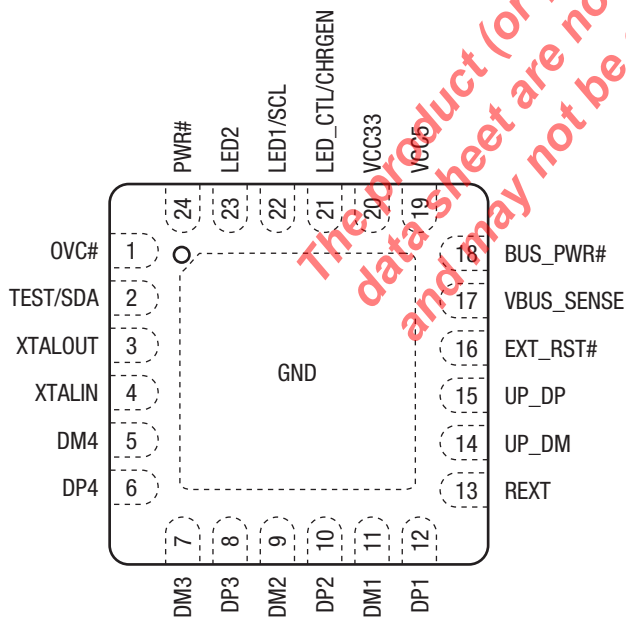 The product (or
data sheet are no
and may not be
PWR#
LED2
LED1/SCL
LED_CTL/CHRGEN
VCC33
VCC5
24
23
22
21
20
19
OVC# 1
TEST/SDA 2
XTALOUT 3
XTALIN 4
DM4 5
DP4 6
GND
18 BUS_PWR#
17 VBUS_SENSE
16 EXT_RST#
15 UP_DP
14 UP_DM
13 REXT
7
8
9
10
11
12
DM3
DP3
DM2
DP2
DM1
DP1